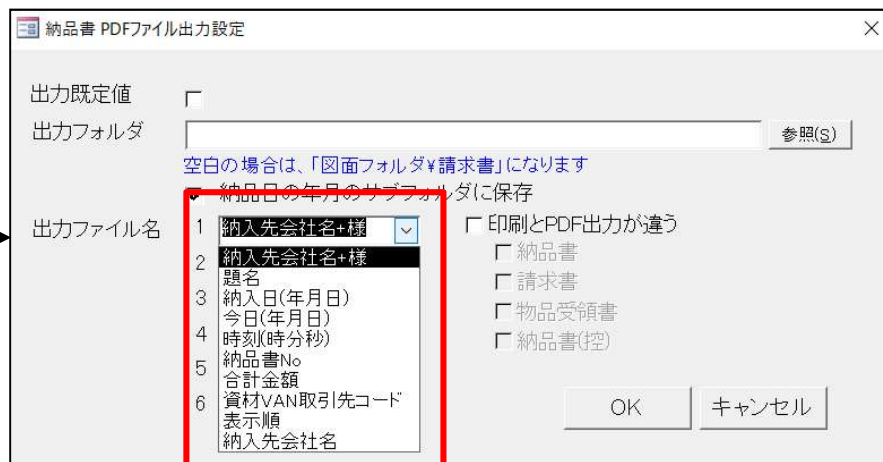 納品書 PDFファイル出力設定
出力既定値
出力フォルダ
参照(S)
空白の場合は、「図面フォルダ¥請求書」になります
納品日の年月のサブフォルダに保存
出力ファイル名
1 納入先会社名+様
2
3
4
5
6
納入先会社名+様
題名
納入日(年月日)
今日(年月日)
時刻(時分秒)
納品書No
合計金額
資材VAN取引先コード
表示順
納入先会社名
印刷とPDF出力が違う
納品書
請求書
物品受領書
納品書(控)
OK
キャンセル